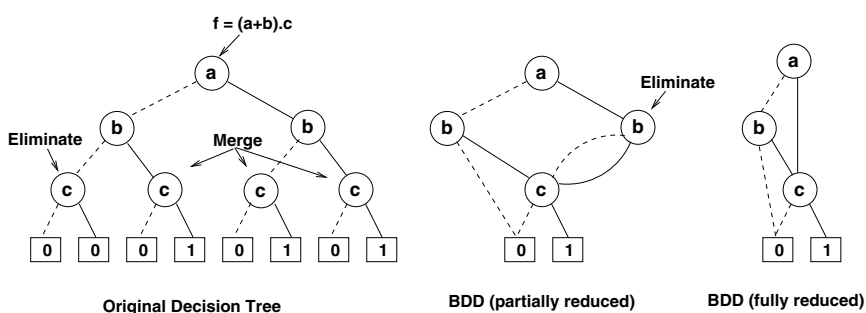 f = (a+b).c
a
b
b
Eliminate
Merge
c
c
c
c
0 0 0 1 0 1 0 1
Original Decision Tree
a
Eliminate
b
b
c
0 1
BDD (partially reduced)
a
b
c
0 1
BDD (fully reduced)